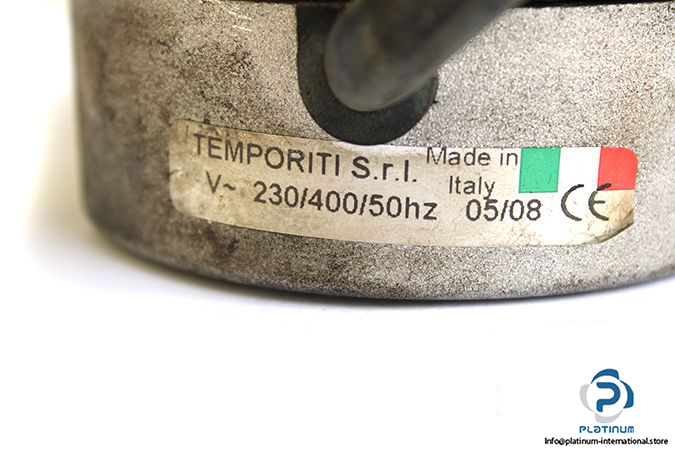 TEMPORITI S.r.l. Made in Italy
V~ 230/400/50hz 05/08 CE
PLATINUM
Info@platinum-international.store